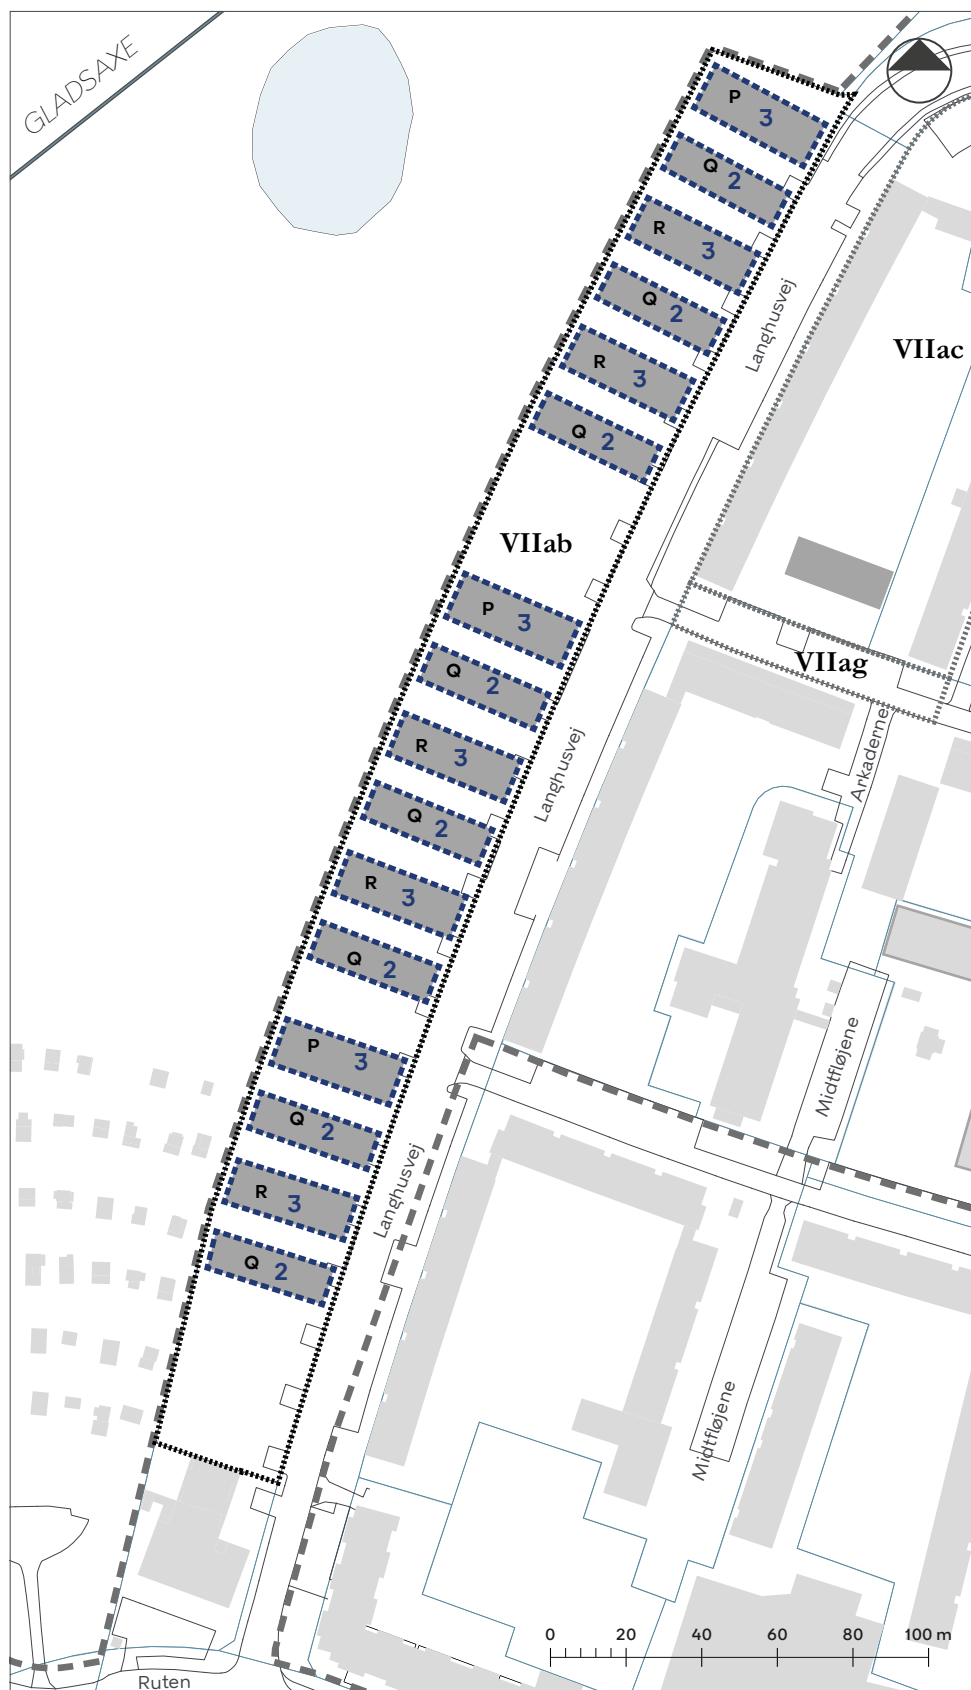 GLADSAXE
P 3
Q 2
R 3
Q 2
Langhusvej
R 3
VIIac
Q 2
VIIab
P 3
VIIag
Q 2
R 3
Langhusvej
Arkaderne
Q 2
R 3
Q 2
P 3
Midtfløjene
Q 2
R 3
Langhusvej
Q 2
Midtfløjene
0 20 40 60 80 100 m
Ruten